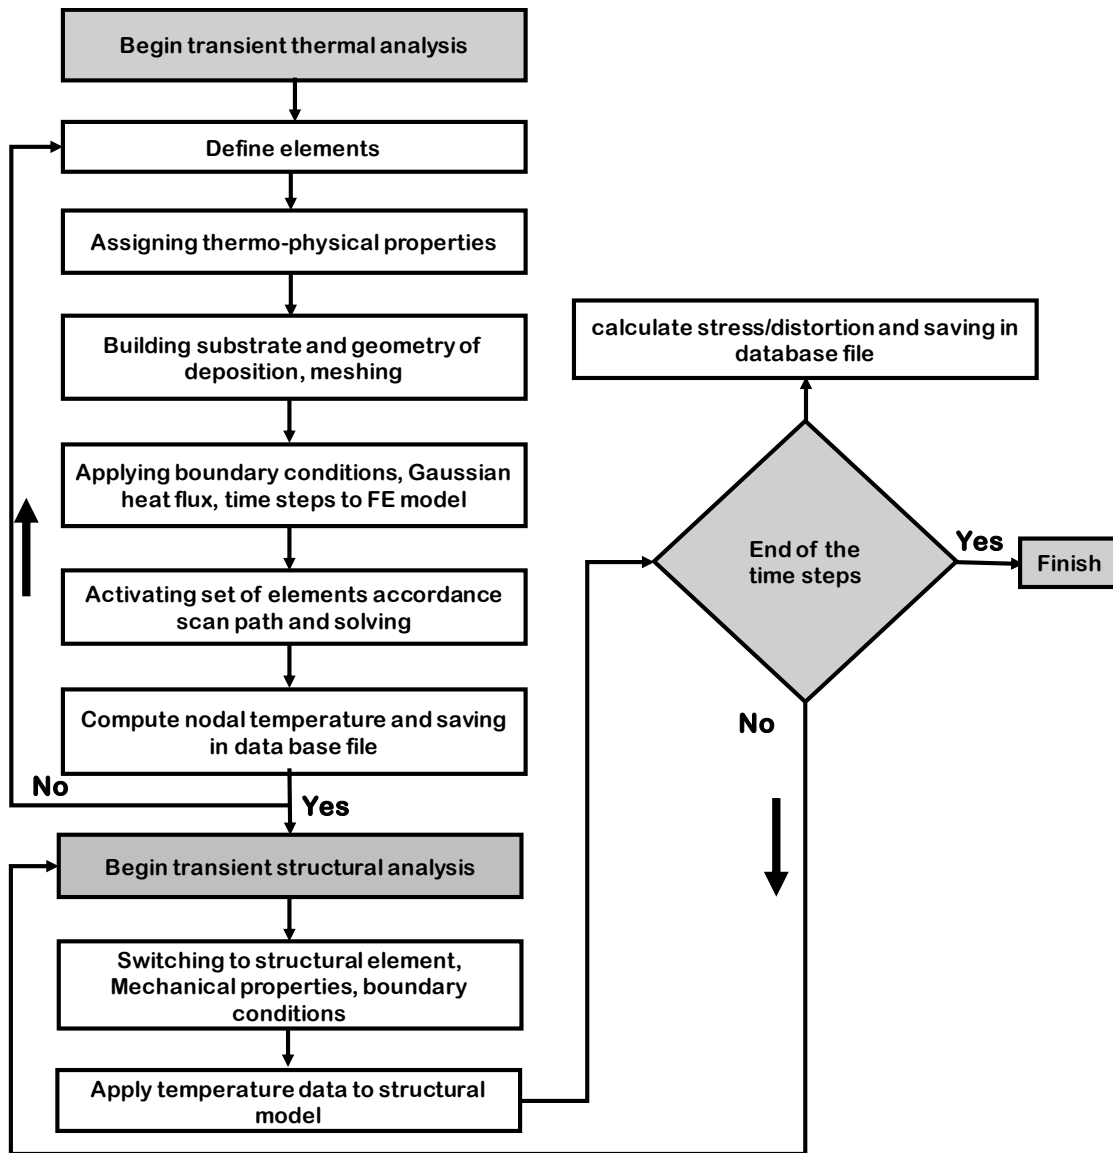 Begin transient thermal analysis
Define elements
Assigning thermo-physical properties
Building substrate and geometry of
deposition, meshing
Applying boundary conditions, Gaussian
heat flux, time steps to FE model
Activating set of elements accordance
scan path and solving
Compute nodal temperature and saving
in data base file
No
Yes
Begin transient structural analysis
Switching to structural element,
Mechanical properties, boundary
conditions
Apply temperature data to structural
model
calculate stress/distortion and saving in
database file
End of the
time steps
Yes
Finish
No